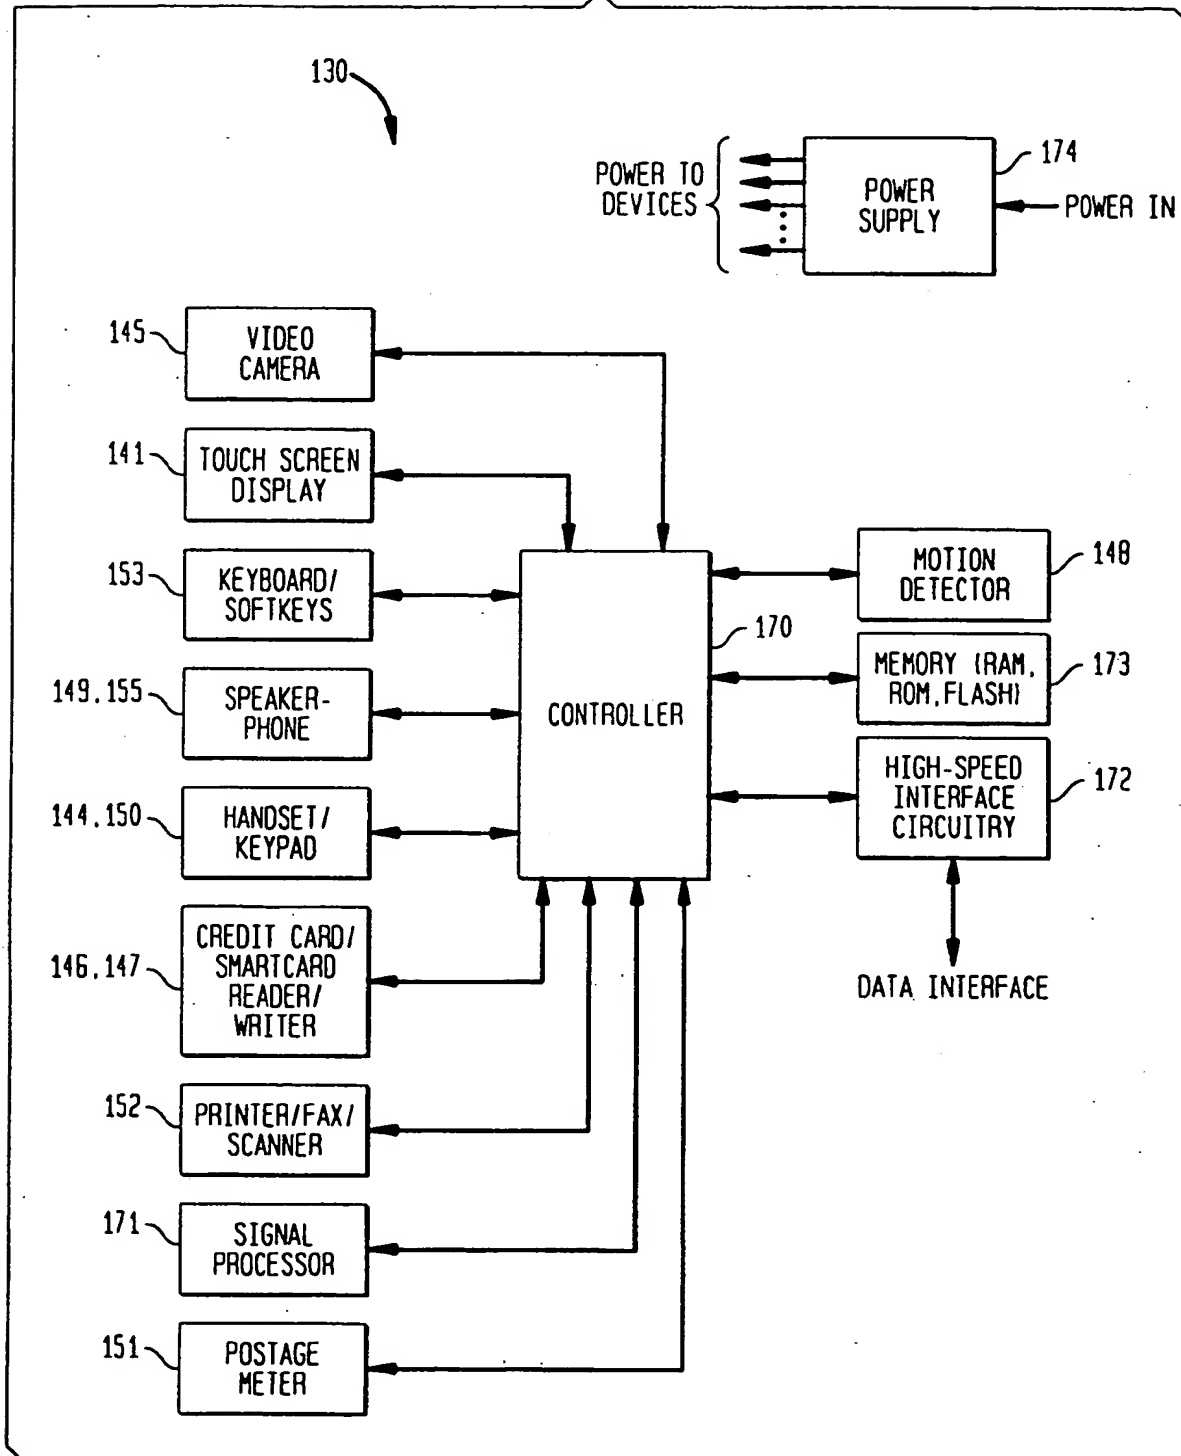 130
POWER TO
DEVICES
POWER
SUPPLY
174
POWER IN
145
VIDEO
CAMERA
141
TOUCH SCREEN
DISPLAY
153
KEYBOARD/
SOFTKEYS
149,155
SPEAKER-
PHONE
144,150
HANDSET/
KEYPAD
146,147
CREDIT CARD/
SMARTCARD
READER/
WRITER
152
PRINTER/FAX/
SCANNER
171
SIGNAL
PROCESSOR
151
POSTAGE
METER
CONTROLLER
170
MOTION
DETECTOR
148
MEMORY (RAM,
ROM,FLASH)
173
HIGH-SPEED
INTERFACE
CIRCUITRY
172
DATA INTERFACE